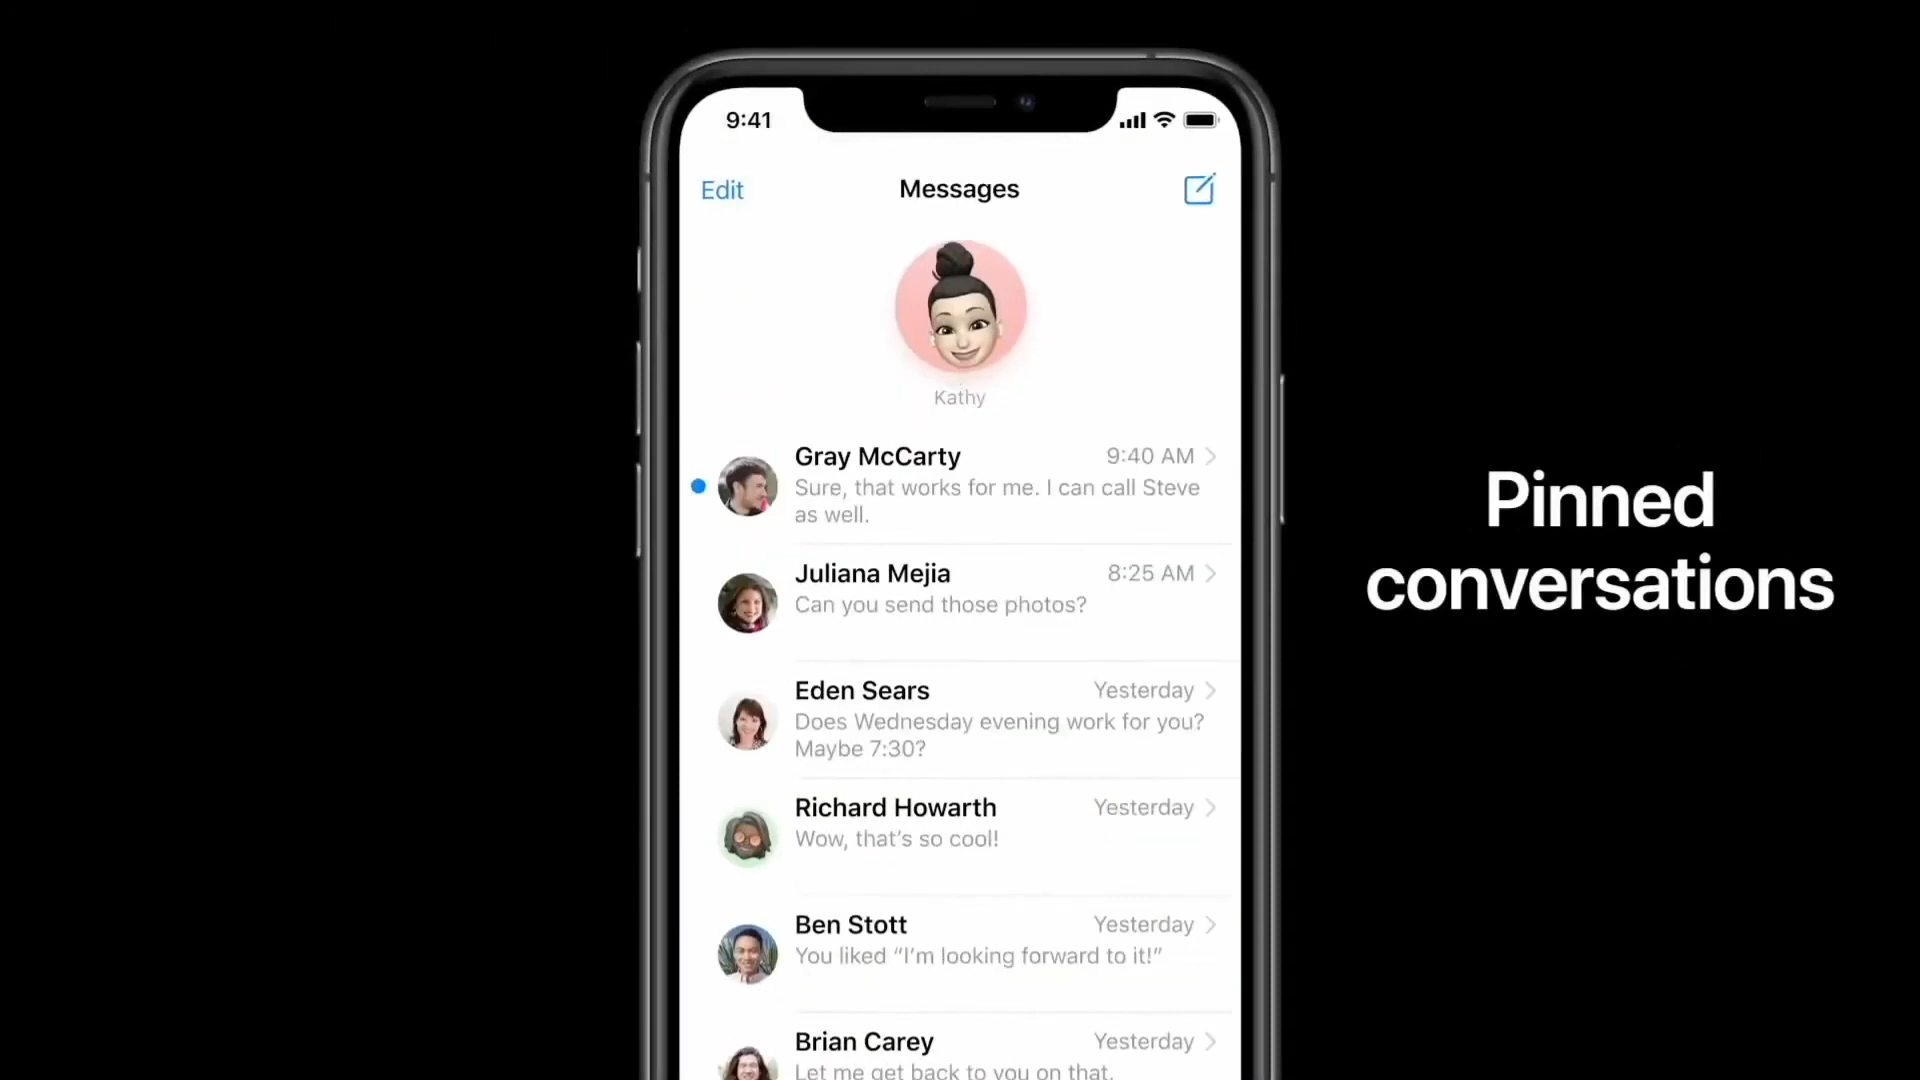 9:41
Edit
Messages
Kathy
Gray McCarty
9:40 AM
Sure, that works for me. I can call Steve
as well.
Juliana Mejia
8:25 AM
Can you send those photos?
Eden Sears
Yesterday
Does Wednesday evening work for you?
Maybe 7:30?
Richard Howarth
Yesterday
Wow, that’s so cool!
Ben Stott
Yesterday
You liked “I’m looking forward to it!”
Brian Carey
Yesterday
Let me get back to you on that.
Pinned
conversations